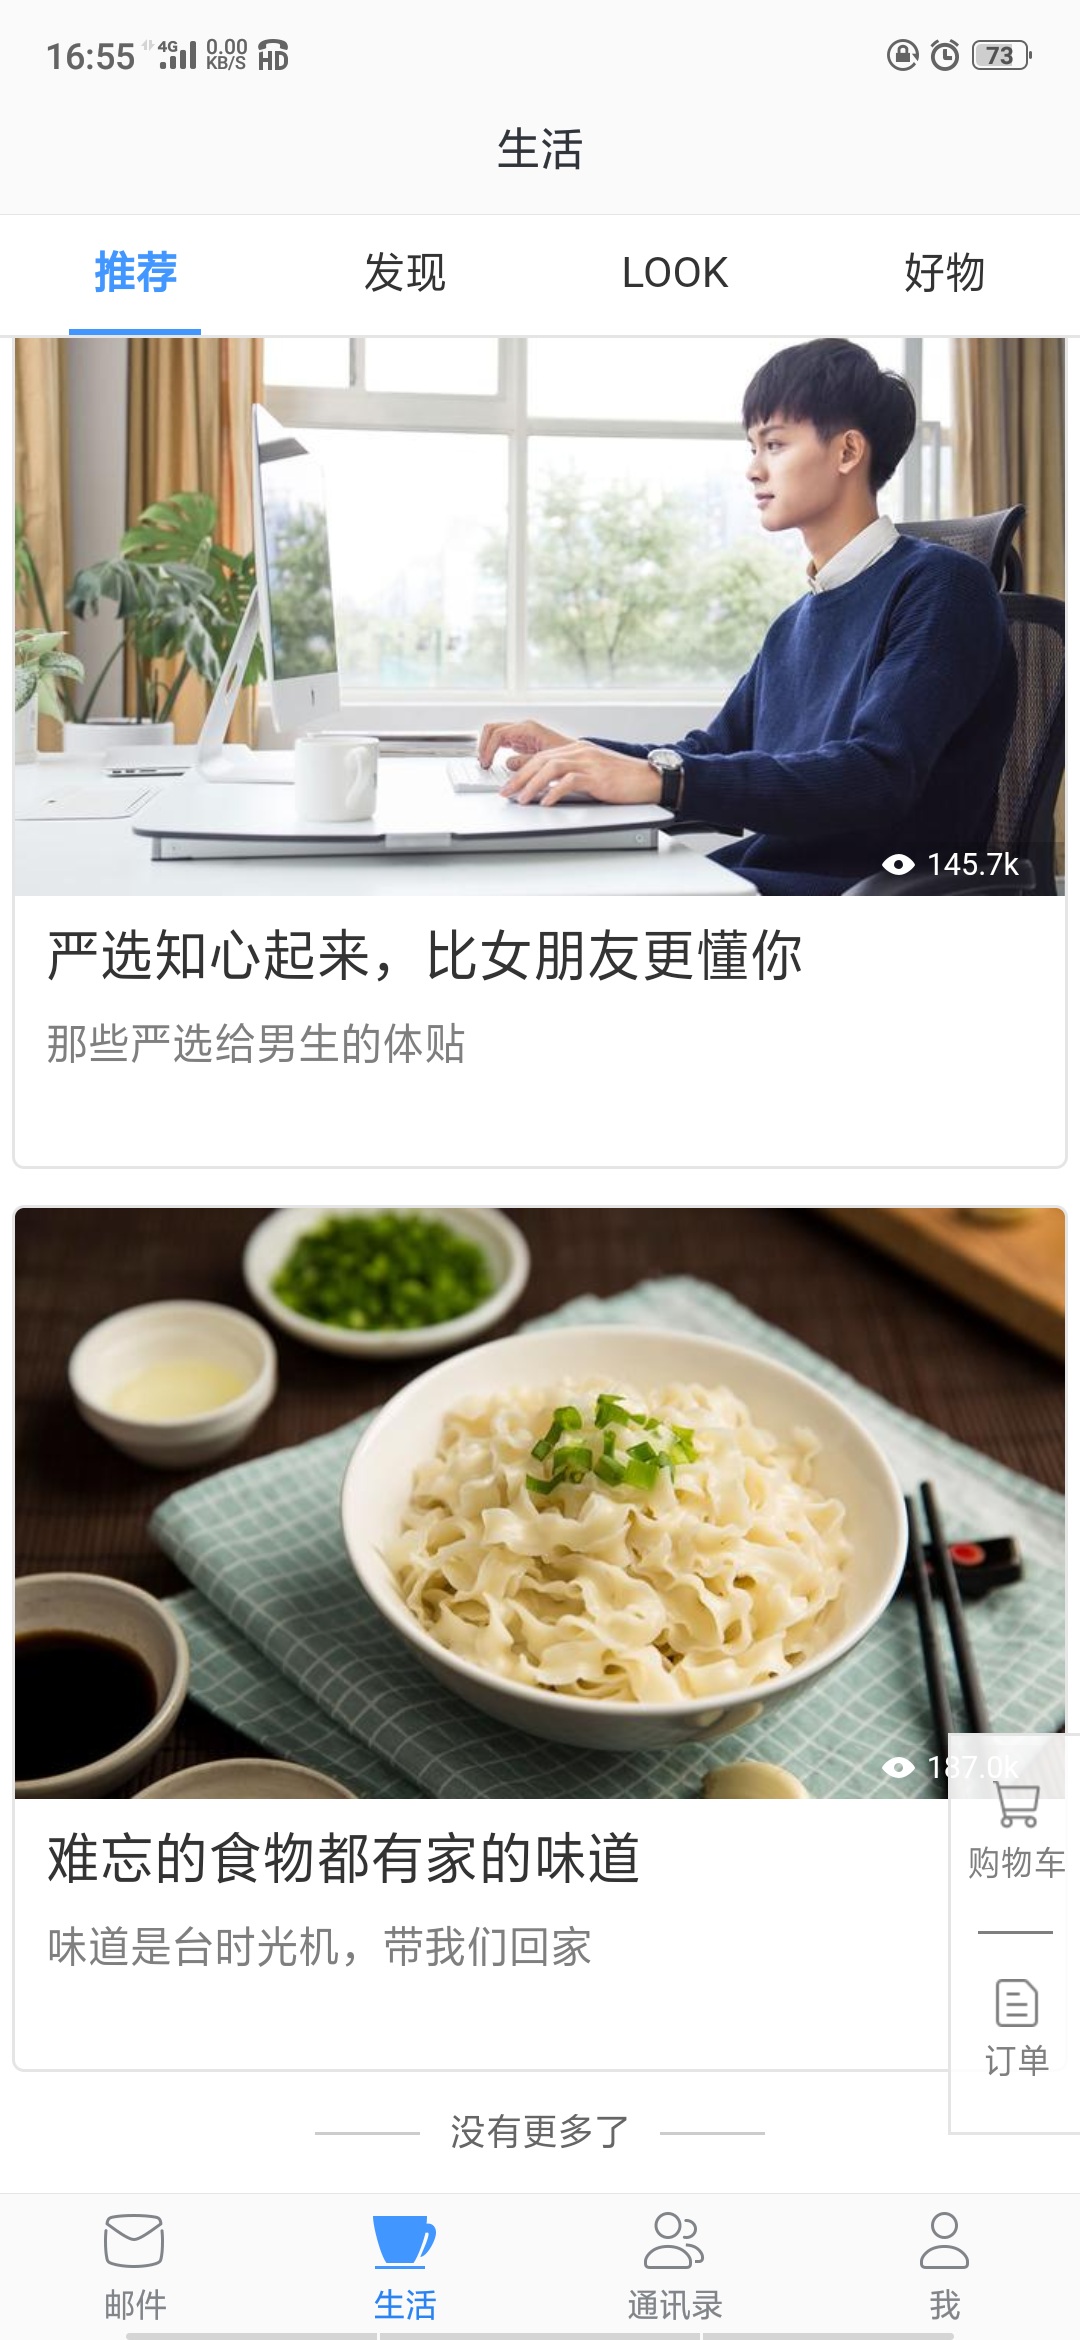 16:55 4G 0.00 KB/S HD 73
生活
推荐 发现 LOOK 好物
145.7k
严选知心起来，比女朋友更懂你
那些严选给男生的体贴
187.0k
购物车
难忘的食物都有家的味道
味道是台时光机，带我们回家
订单
没有更多了
邮件 生活 通讯录 我